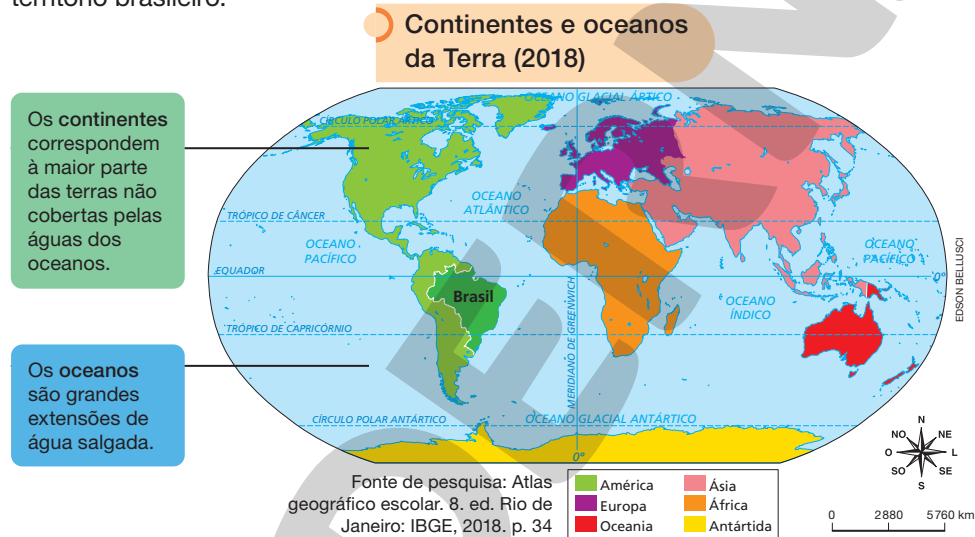 território brasileiro.
Continentes e oceanos
da Terra (2018)
Os continentes
correspondem
à maior parte
das terras não
cobertas pelas
águas dos
oceanos.
Os oceanos
são grandes
extensões de
água salgada.
OCEANO GLACIAL ÁRTICO
CÍRCULO POLAR ÁRTICO
OCEANO
ATLÂNTICO
TRÓPICO DE CÂNCER
OCEANO
PACÍFICO
OCEANO
PACÍFICO
EQUADOR
0°
Brasil
OCEANO
ÍNDICO
TRÓPICO DE CAPRICÓRNIO
MERIDIANO DE GREENWICH
CÍRCULO POLAR ANTÁRTICO
OCEANO GLACIAL ANTÁRTICO
0°
EDSON BELLUSCI
N
NO
NE
O
L
SO
SE
S
Fonte de pesquisa: Atlas
geográfico escolar. 8. ed. Rio de
Janeiro: IBGE, 2018. p. 34
América
Europa
Oceania
Ásia
África
Antártida
0 2880 5760 km